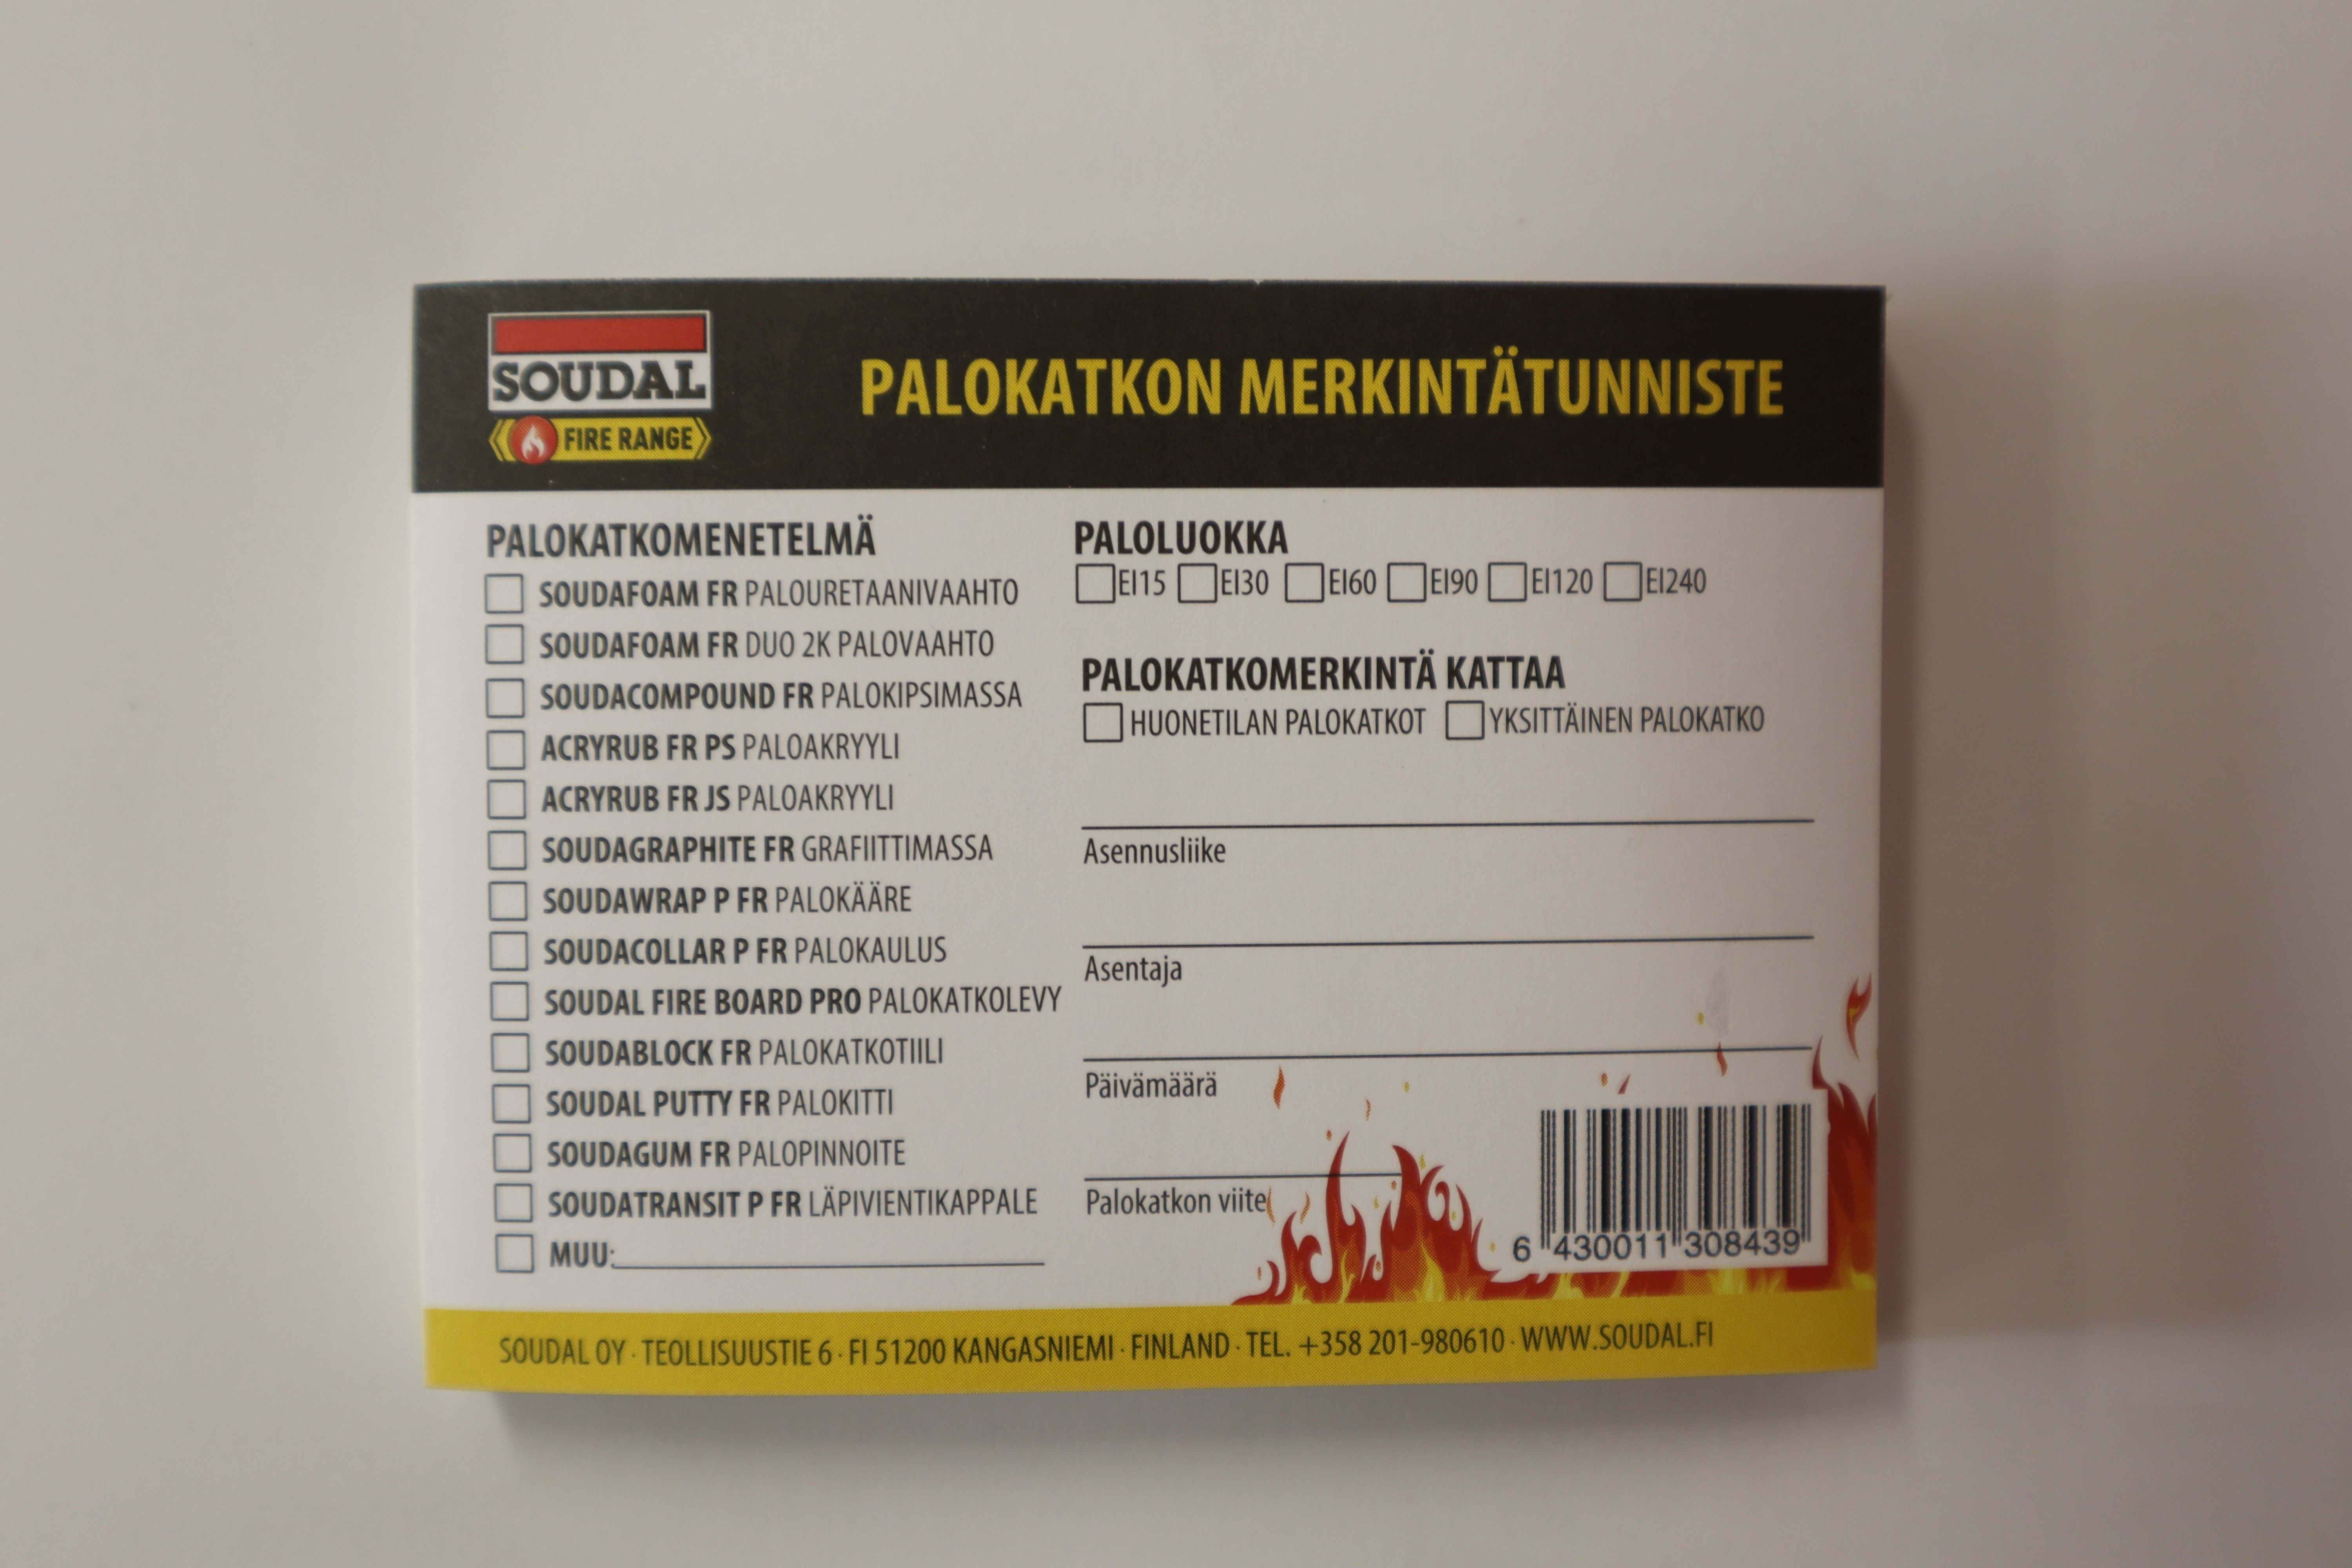 SOUDAL
FIRE RANGE
PALOKATKON MERKINTÄTUNNISTE
PALOKATKOMENETELMÄ
SOUDAFOAM FR PALOURETAANIVAAHTO
SOUDAFOAM FR DUO 2K PALOVAAHTO
SOUDACOMPOUND FR PALOKIPSIMASSA
ACRYRUB FR PS PALOAKRYYLI
ACRYRUB FR JS PALOAKRYYLI
SOUDAGRAPHITE FR GRAFIITTIMASSA
SOUDAWRAP P FR PALOKÄÄRE
SOUDACOLLAR P FR PALOKAULUS
SOUDAL FIRE BOARD PRO PALOKATKOLEVY
SOUDABLOCK FR PALOKATKOTIILI
SOUDAL PUTTY FR PALOKITTI
SOUDAGUM FR PALOPINNOITE
SOUDATRANSIT P FR LÄPIVIENTIKAPPALE
MUU:
PALOLUOKKA
EI15 EI30 EI60 EI90 EI120 EI240
PALOKATKOMERKINTÄ KATTAA
HUONETILAN PALOKATKOT YKSITTÄINEN PALOKATKO
Asennusliike
Asentaja
Päivämäärä
Palokatkon viite
6 430011 308439
SOUDAL OY · TEOLLISUUSTIE 6 · FI 51200 KANGASNIEMI · FINLAND · TEL. +358 201-980610 · WWW.SOUDAL.FI